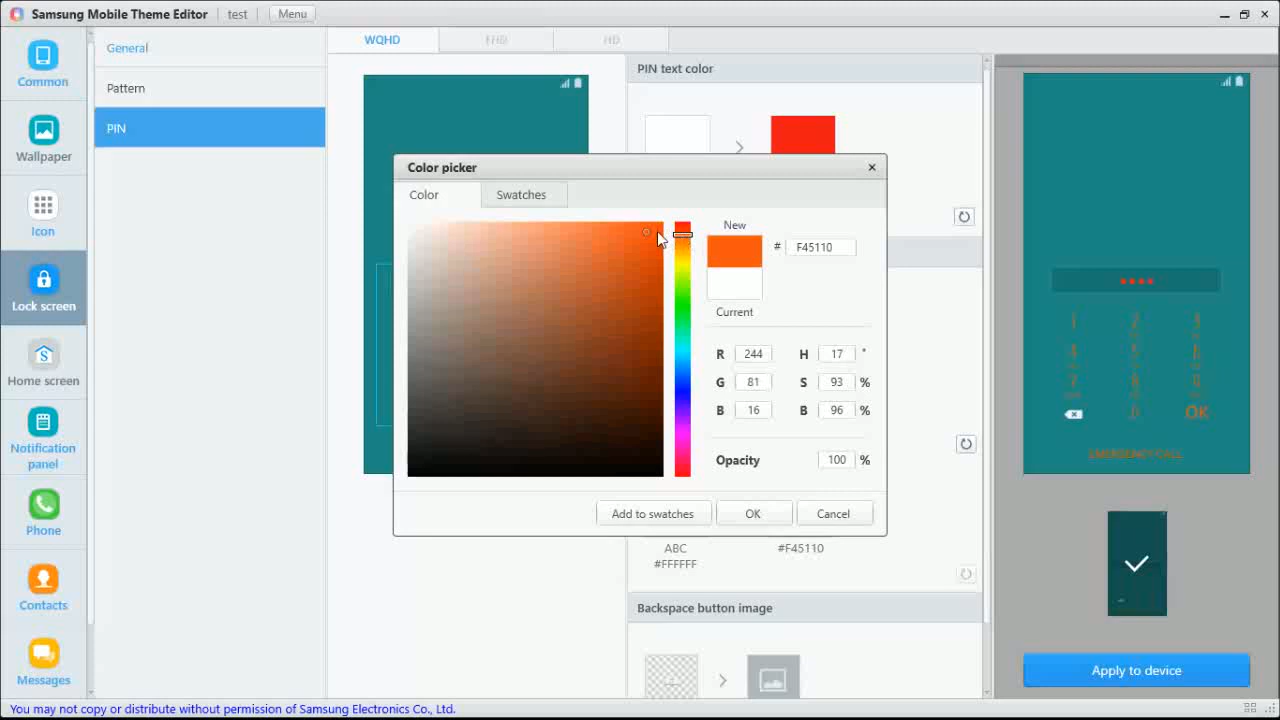 Samsung Mobile Theme Editor
test
Menu
Common
Wallpaper
Icon
Lock screen
Home screen
Notification
panel
Phone
Contacts
Messages
General
Pattern
PIN
WQHD
FHD
HD
PIN text color
Color picker
Color
Swatches
New
# F45110
Current
R 244 H 17 °
G 81 S 93 %
B 16 B 96 %
Opacity 100 %
Add to swatches
OK
Cancel
ABC
#FFFFFF
#F45110
Backspace button image
1 2 3
4 5 6
7 8 9
0 OK
EMERGENCY CALL
Apply to device
You may not copy or distribute without permission of Samsung Electronics Co., Ltd.